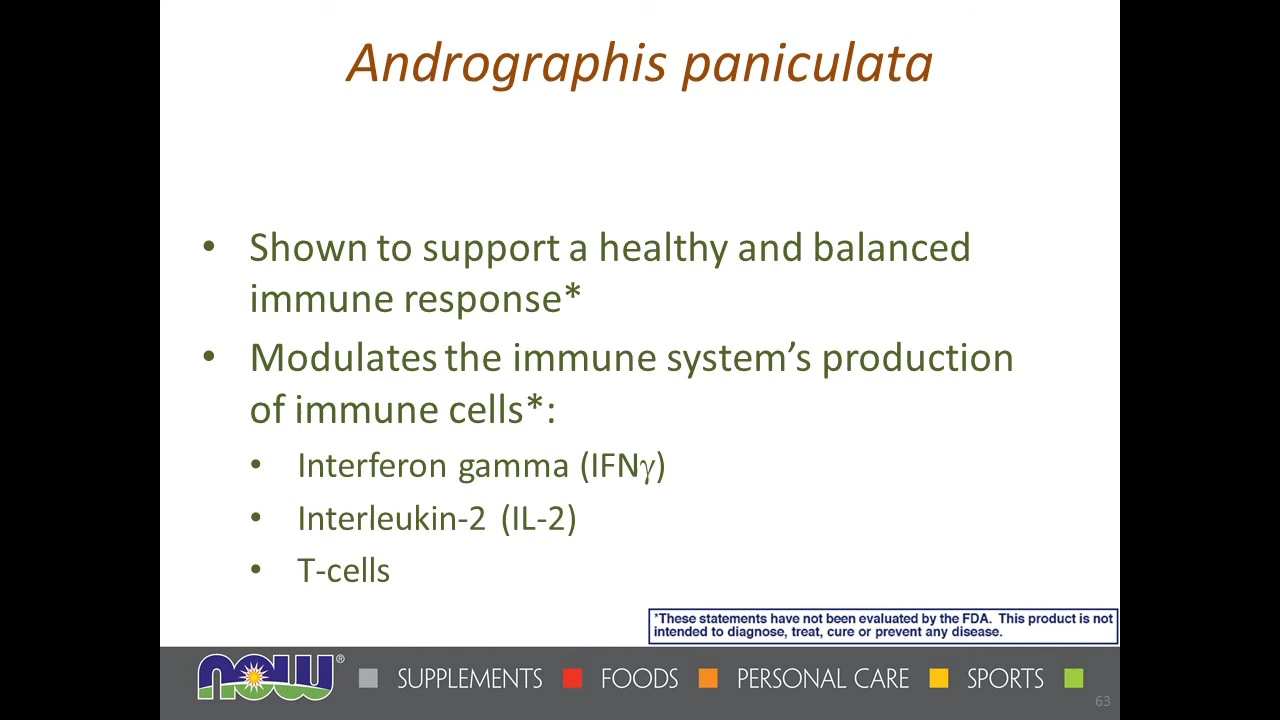 Andrographis paniculata
• Shown to support a healthy and balanced
immune response*
• Modulates the immune system’s production
of immune cells*:
• Interferon gamma (IFNγ)
• Interleukin-2 (IL-2)
• T-cells
*These statements have not been evaluated by the FDA. This product is not
intended to diagnose, treat, cure or prevent any disease.
NOW® SUPPLEMENTS FOODS PERSONAL CARE SPORTS
63